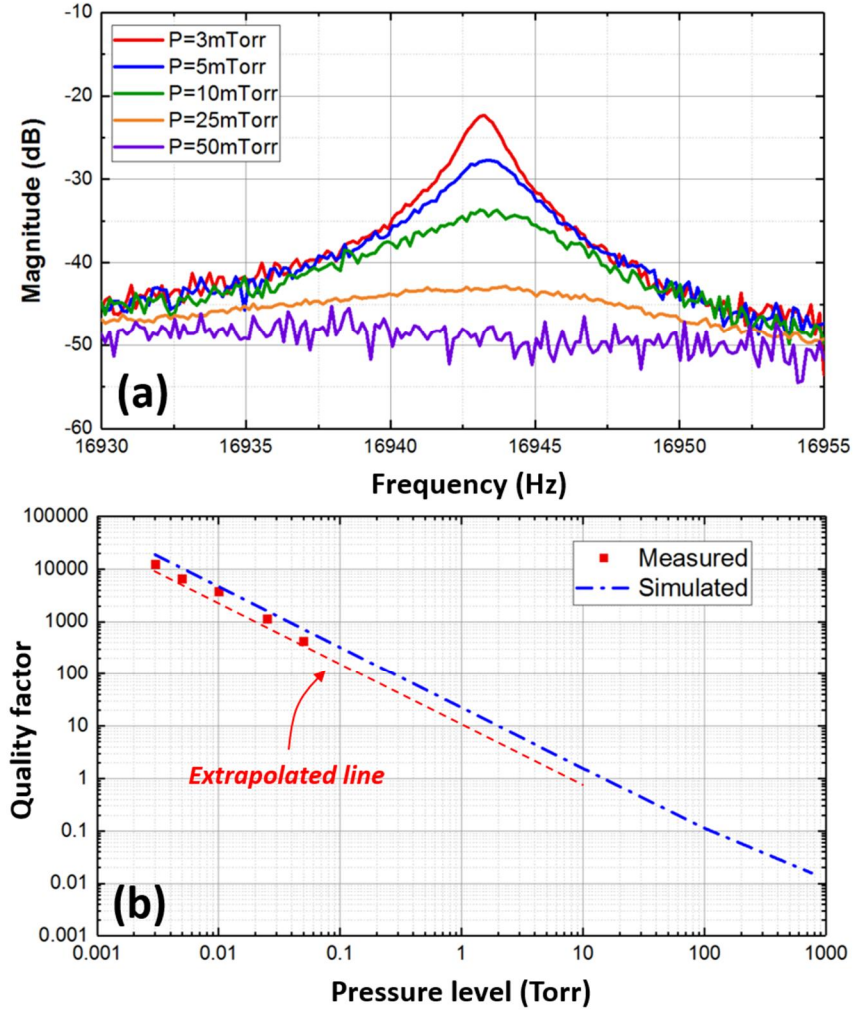 -10
-20
-30
-40
-50
-60
Magnitude (dB)
P=3mTorr
P=5mTorr
P=10mTorr
P=25mTorr
P=50mTorr
(a)
16930 16935 16940 16945 16950 16955
Frequency (Hz)
100000
10000
1000
100
10
1
0.1
0.01
0.001
Quality factor
Measured
Simulated
Extrapolated line
(b)
0.001 0.01 0.1 1 10 100 1000
Pressure level (Torr)